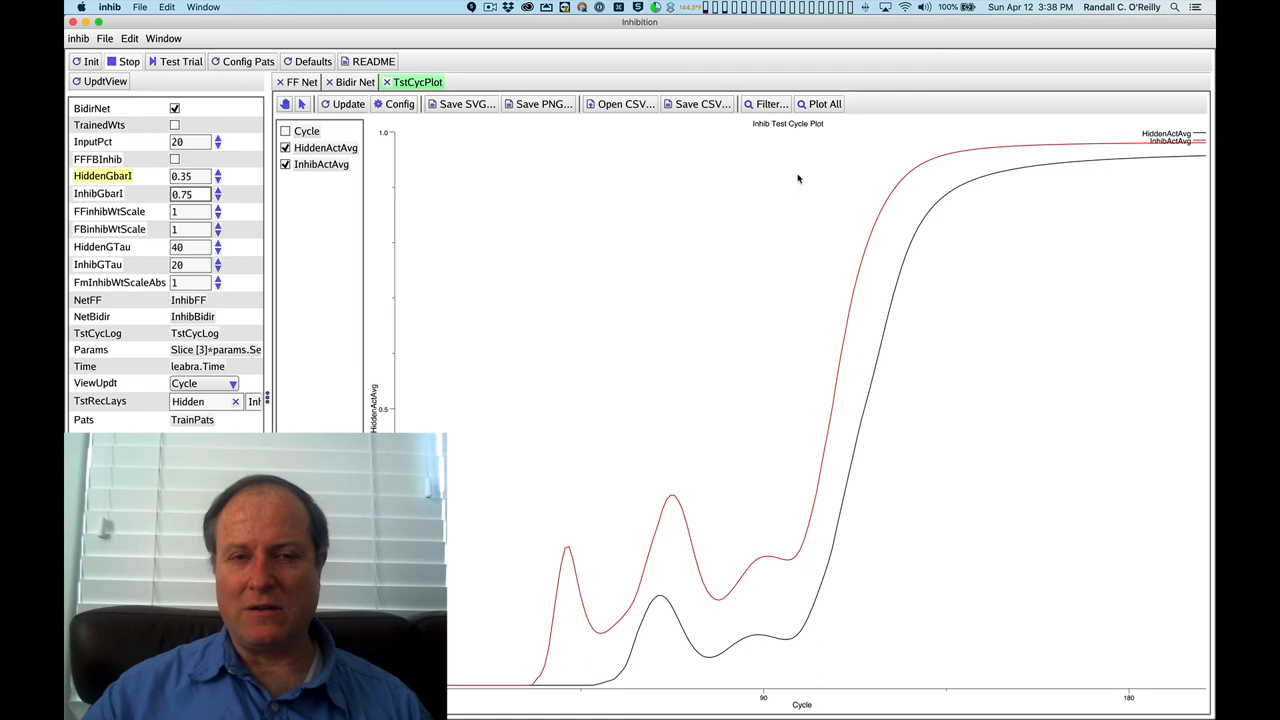 inhib File Edit Window 144.3°F 100% Sun Apr 12 3:38 PM Randall C. O'Reilly
Inhibition
inhib File Edit Window
Init Stop Test Trial Config Pats Defaults README
UpdtView
FF Net Bidir Net TstCycPlot
Update Config Save SVG... Save PNG... Open CSV... Save CSV... Filter... Plot All
BidirNet
TrainedWts
InputPct 20
FFFBInhib
HiddenGbarI 0.35
InhibGbarI 0.75
FFinhibWtScale 1
FBinhibWtScale 1
HiddenGTau 40
InhibGTau 20
FmInhibWtScaleAbs 1
NetFF InhibFF
NetBidir InhibBidir
TstCycLog TstCycLog
Params Slice [3]*params.Se
Time leabra.Time
ViewUpdt Cycle
TstRecLays Hidden Inh
Pats TrainPats
Cycle
HiddenActAvg
InhibActAvg
Inhib Test Cycle Plot
HiddenActAvg
InhibActAvg
1.0
0.5
HiddenActAvg
90 180
Cycle